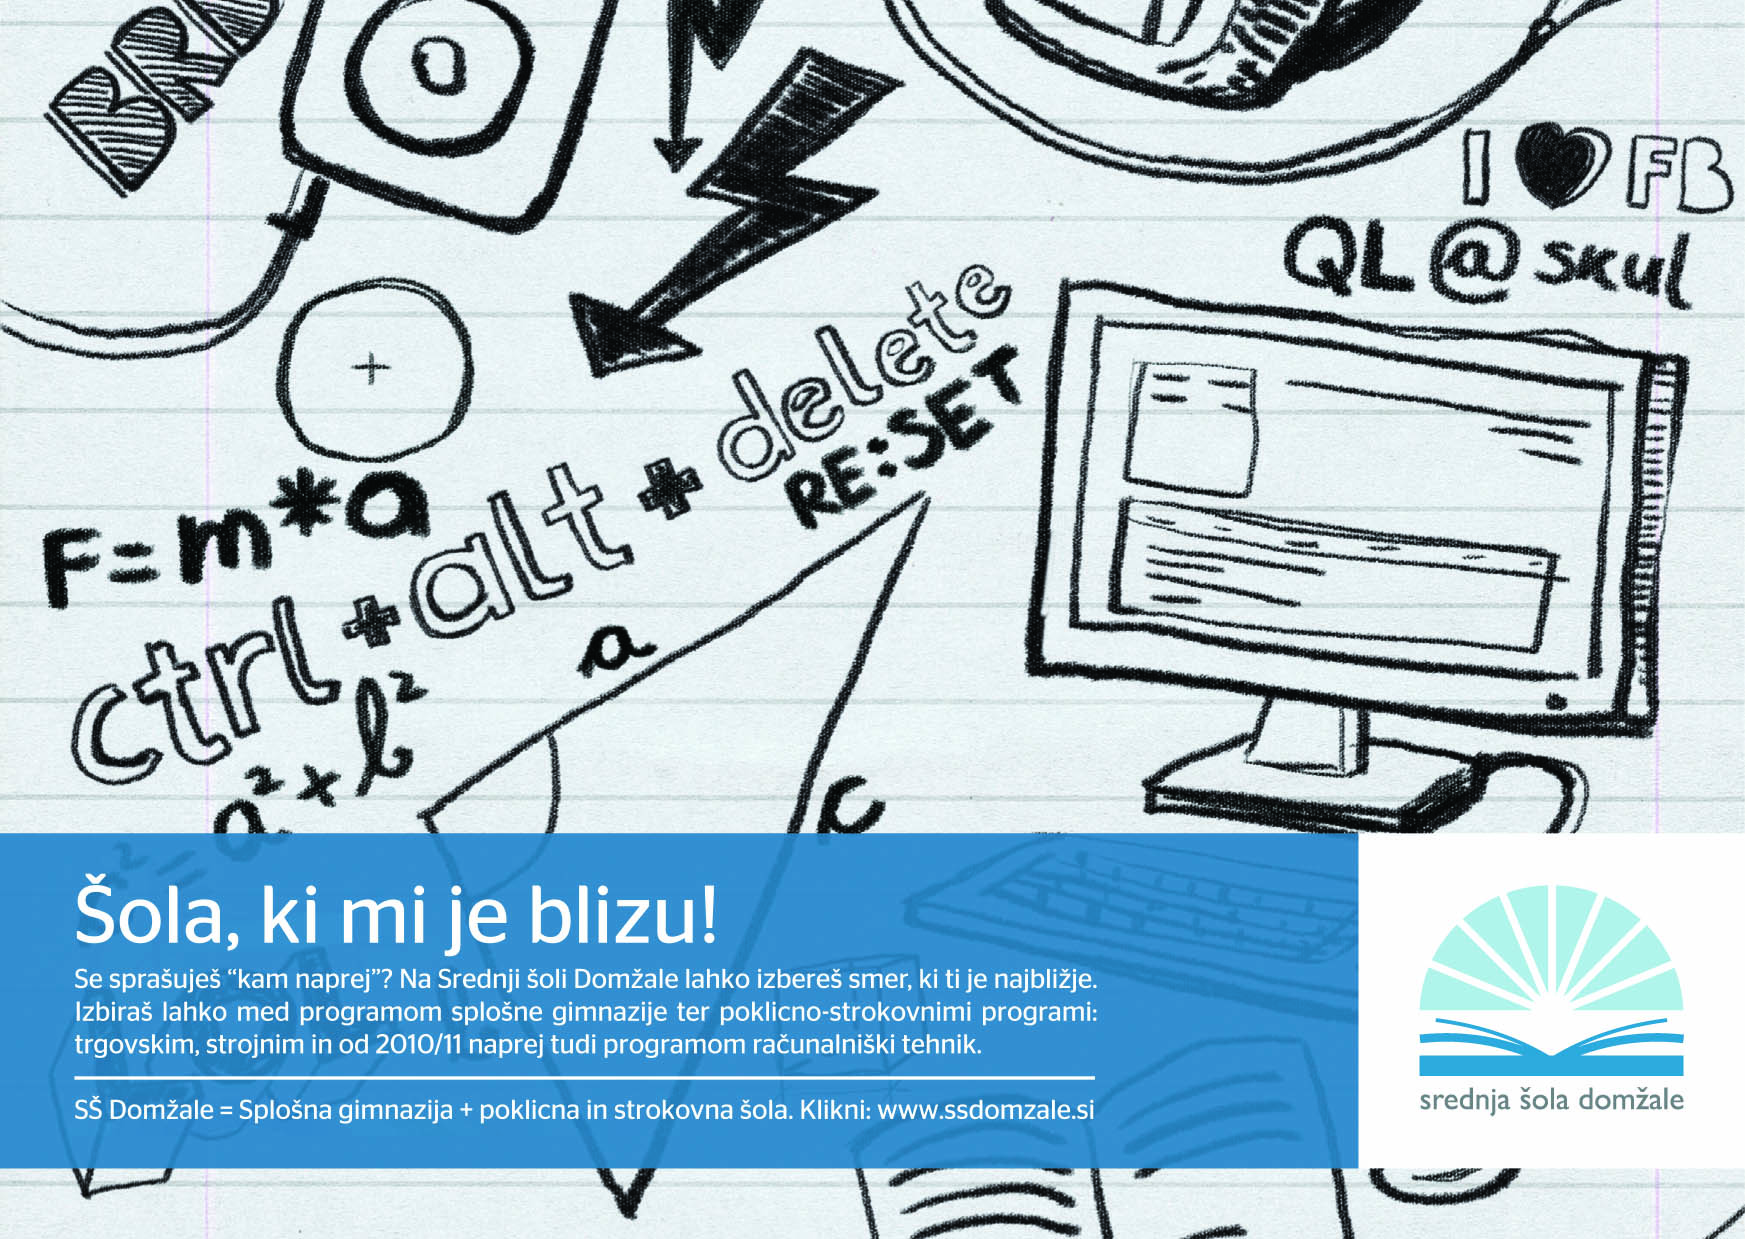 I ♥ FB
QL@skul
ctrl+alt+delete
RE:SET
F=m*a
a
a²+b²
c
Šola, ki mi je blizu!
Se sprašuješ “kam naprej”? Na Srednji šoli Domžale lahko izbereš smer, ki ti je najbližje.
Izbiraš lahko med programom splošne gimnazije ter poklicno-strokovnimi programi:
trgovskim, strojnim in od 2010/11 naprej tudi programom računalniški tehnik.
SŠ Domžale = Splošna gimnazija + poklicna in strokovna šola. Klikni: www.ssdomzale.si
srednja šola domžale